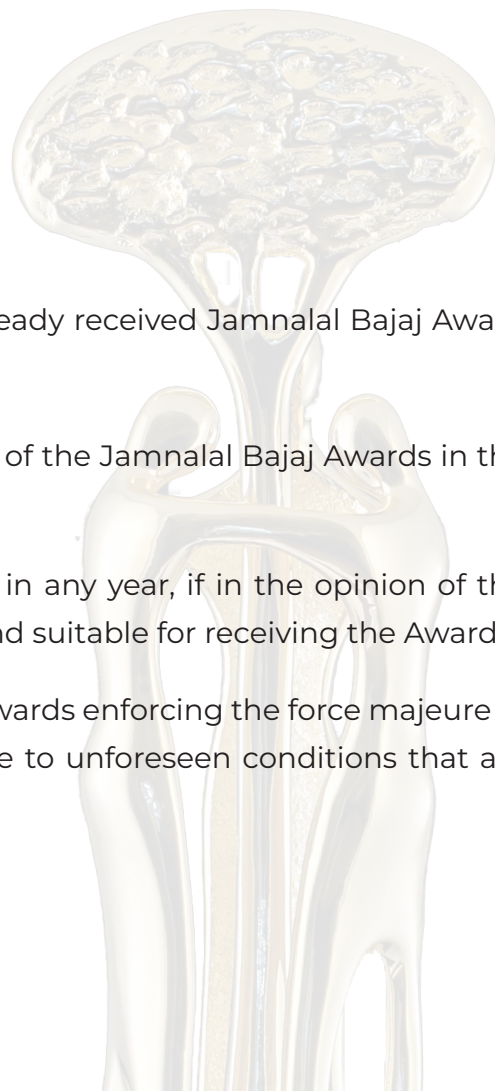 eady received Jamnalal Bajaj Awa
of the Jamnalal Bajaj Awards in th
in any year, if in the opinion of th
nd suitable for receiving the Award
wards enforcing the force majeure
e to unforeseen conditions that a